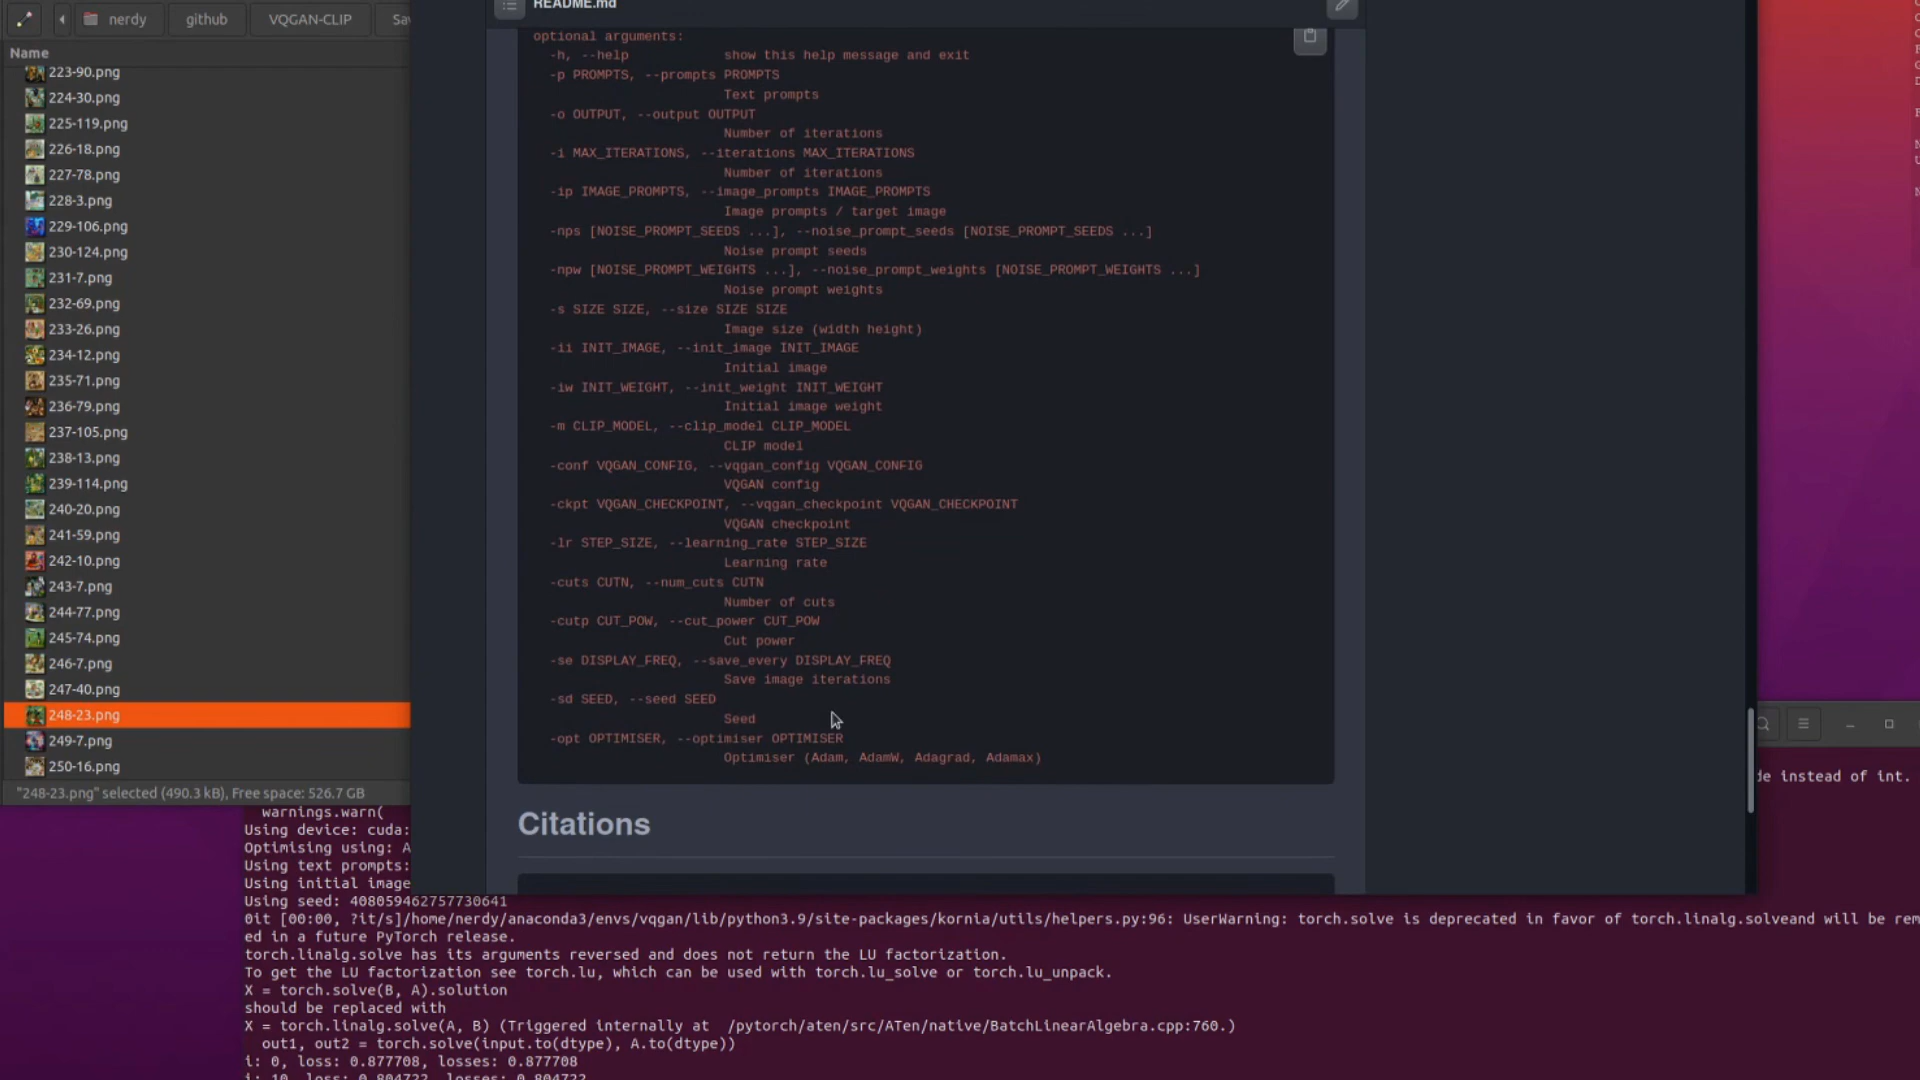 nerdy
github
VQGAN-CLIP
Name
223-90.png
224-30.png
225-119.png
226-18.png
227-78.png
228-3.png
229-106.png
230-124.png
231-7.png
232-69.png
233-26.png
234-12.png
235-71.png
236-79.png
237-105.png
238-13.png
239-114.png
240-20.png
241-59.png
242-10.png
243-7.png
244-77.png
245-74.png
246-7.png
247-40.png
248-23.png
249-7.png
250-16.png
"248-23.png" selected (490.3 kB), Free space: 526.7 GB
README.md
optional arguments:
-h, --help show this help message and exit
-p PROMPTS, --prompts PROMPTS
Text prompts
-o OUTPUT, --output OUTPUT
Number of iterations
-i MAX_ITERATIONS, --iterations MAX_ITERATIONS
Number of iterations
-ip IMAGE_PROMPTS, --image_prompts IMAGE_PROMPTS
Image prompts / target image
-nps [NOISE_PROMPT_SEEDS ...], --noise_prompt_seeds [NOISE_PROMPT_SEEDS ...]
Noise prompt seeds
-npw [NOISE_PROMPT_WEIGHTS ...], --noise_prompt_weights [NOISE_PROMPT_WEIGHTS ...]
Noise prompt weights
-s SIZE SIZE, --size SIZE SIZE
Image size (width height)
-ii INIT_IMAGE, --init_image INIT_IMAGE
Initial image
-iw INIT_WEIGHT, --init_weight INIT_WEIGHT
Initial image weight
-m CLIP_MODEL, --clip_model CLIP_MODEL
CLIP model
-conf VQGAN_CONFIG, --vqgan_config VQGAN_CONFIG
VQGAN config
-ckpt VQGAN_CHECKPOINT, --vqgan_checkpoint VQGAN_CHECKPOINT
VQGAN checkpoint
-lr STEP_SIZE, --learning_rate STEP_SIZE
Learning rate
-cuts CUTN, --num_cuts CUTN
Number of cuts
-cutp CUT_POW, --cut_power CUT_POW
Cut power
-se DISPLAY_FREQ, --save_every DISPLAY_FREQ
Save image iterations
-sd SEED, --seed SEED
Seed
-opt OPTIMISER, --optimiser OPTIMISER
Optimiser (Adam, AdamW, Adagrad, Adamax)
Citations
de instead of int.
warnings.warn(
Using device: cuda:
Optimising using: A
Using text prompts:
Using initial image
Using seed: 408059462757730641
0it [00:00, ?it/s]/home/nerdy/anaconda3/envs/vqgan/lib/python3.9/site-packages/kornia/utils/helpers.py:96: UserWarning: torch.solve is deprecated in favor of torch.linalg.solveand will be rem
ed in a future PyTorch release.
torch.linalg.solve has its arguments reversed and does not return the LU factorization.
To get the LU factorization see torch.lu, which can be used with torch.lu_solve or torch.lu_unpack.
X = torch.solve(B, A).solution
should be replaced with
X = torch.linalg.solve(A, B) (Triggered internally at  /pytorch/aten/src/ATen/native/BatchLinearAlgebra.cpp:760.)
out1, out2 = torch.solve(input.to(dtype), A.to(dtype))
i: 0, loss: 0.877708, losses: 0.877708
i: 10, loss: 0.804722, losses: 0.804722